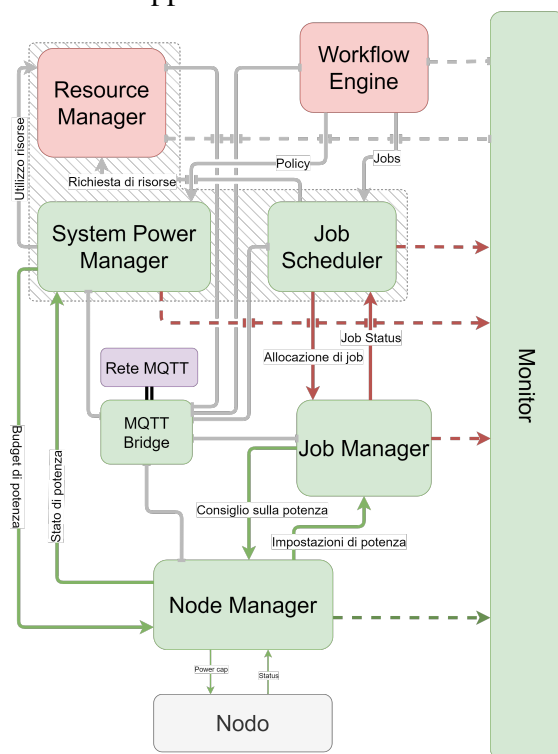 Resource
Manager
Workflow
Engine
Utilizzo risorse
Richiesta di risorse
Policy
Jobs
System Power
Manager
Job
Scheduler
Allocazione di job
Job Status
Monitor
Rete MQTT
MQTT
Bridge
Job Manager
Budget di potenza
Stato di potenza
Consiglio sulla potenza
Impostazioni di potenza
Node Manager
Power cap
Status
Nodo